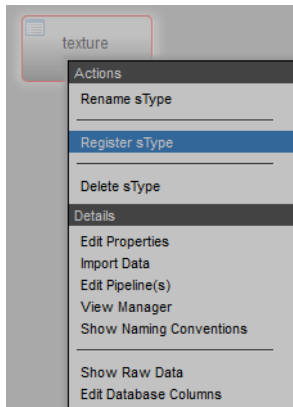 texture
Actions
Rename sType
Register sType
Delete sType
Details
Edit Properties
Import Data
Edit Pipeline(s)
View Manager
Show Naming Conventions
Show Raw Data
Edit Database Columns